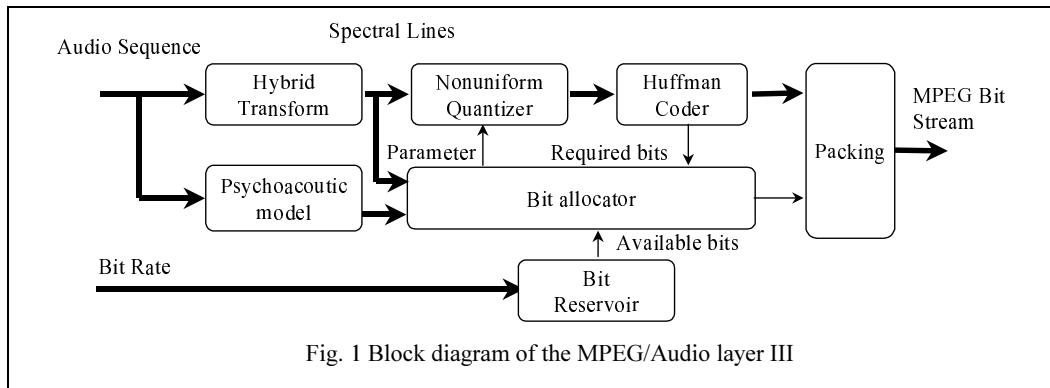 Spectral Lines
Audio Sequence
Hybrid
Transform
Nonuniform
Quantizer
Huffman
Coder
MPEG Bit
Stream
Packing
Parameter
Required bits
Psychoacoutic
model
Bit allocator
Available bits
Bit Rate
Bit
Reservoir
Fig. 1 Block diagram of the MPEG/Audio layer III